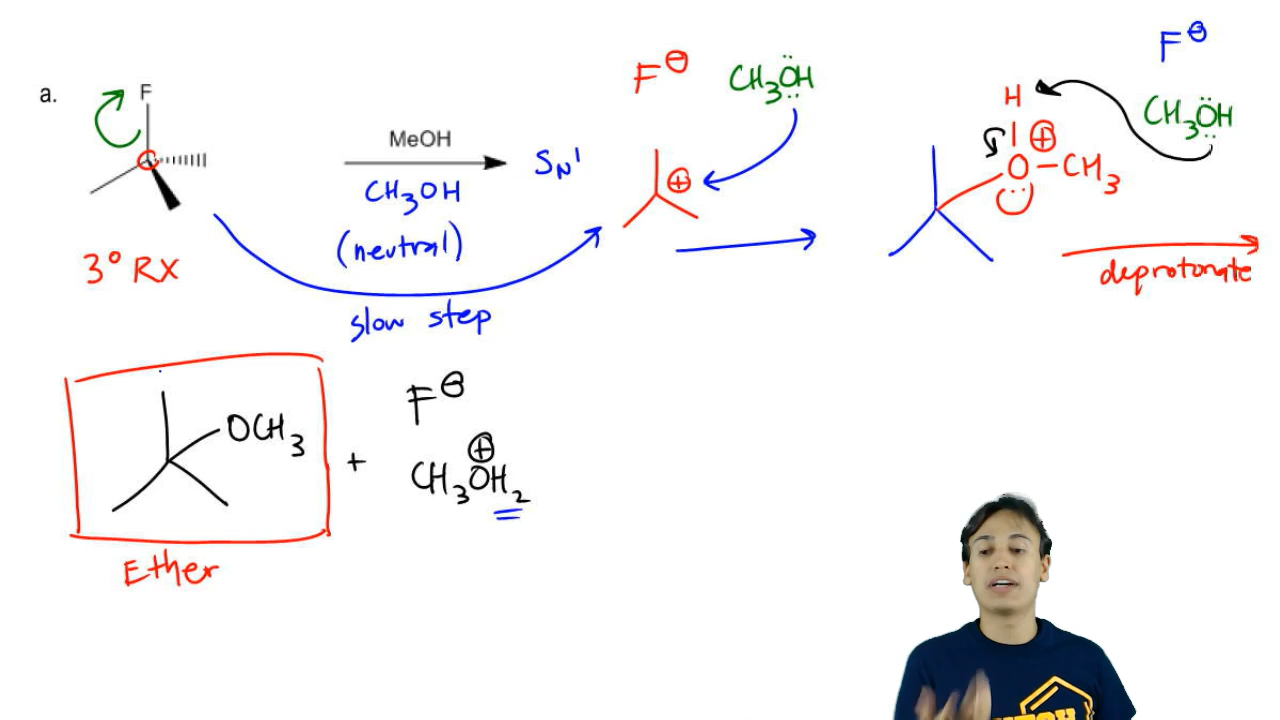 a.
F
C
3° RX
MeOH
CH₃OH
(neutral)
slow step
SN1
F⊖
CH₃ÖH
⊕
H
⊕
O–CH₃
F⊖
CH₃ÖH
deprotonate
OCH₃
Ether
+
F⊖
⊕
CH₃OH₂